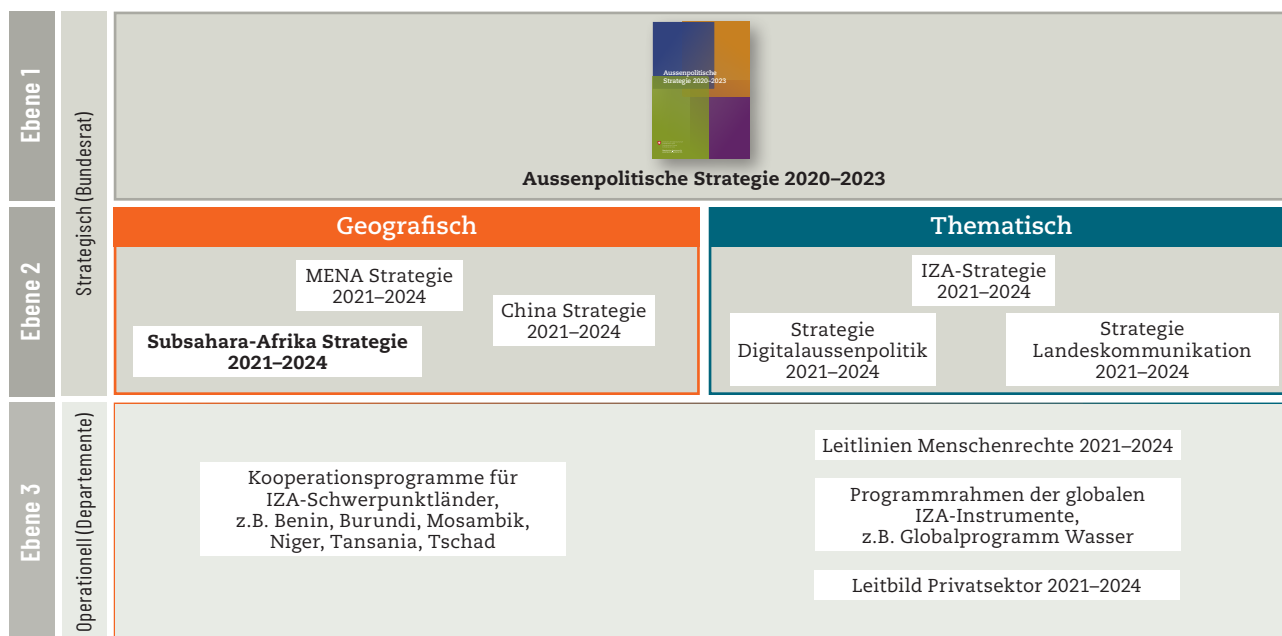 Ebene 1
Strategisch (Bundesrat)
Aussenpolitische
Strategie 2020–2023
Aussenpolitische Strategie 2020–2023
Ebene 2
Geografisch
MENA Strategie
2021–2024
China Strategie
2021–2024
Subsahara-Afrika Strategie
2021–2024
Thematisch
IZA-Strategie
2021–2024
Strategie
Digitalaussenpolitik
2021–2024
Strategie
Landeskommunikation
2021–2024
Ebene 3
Operationell (Departemente)
Kooperationsprogramme für
IZA-Schwerpunktländer,
z.B. Benin, Burundi, Mosambik,
Niger, Tansania, Tschad
Leitlinien Menschenrechte 2021–2024
Programmrahmen der globalen
IZA-Instrumente,
z.B. Globalprogramm Wasser
Leitbild Privatsektor 2021–2024